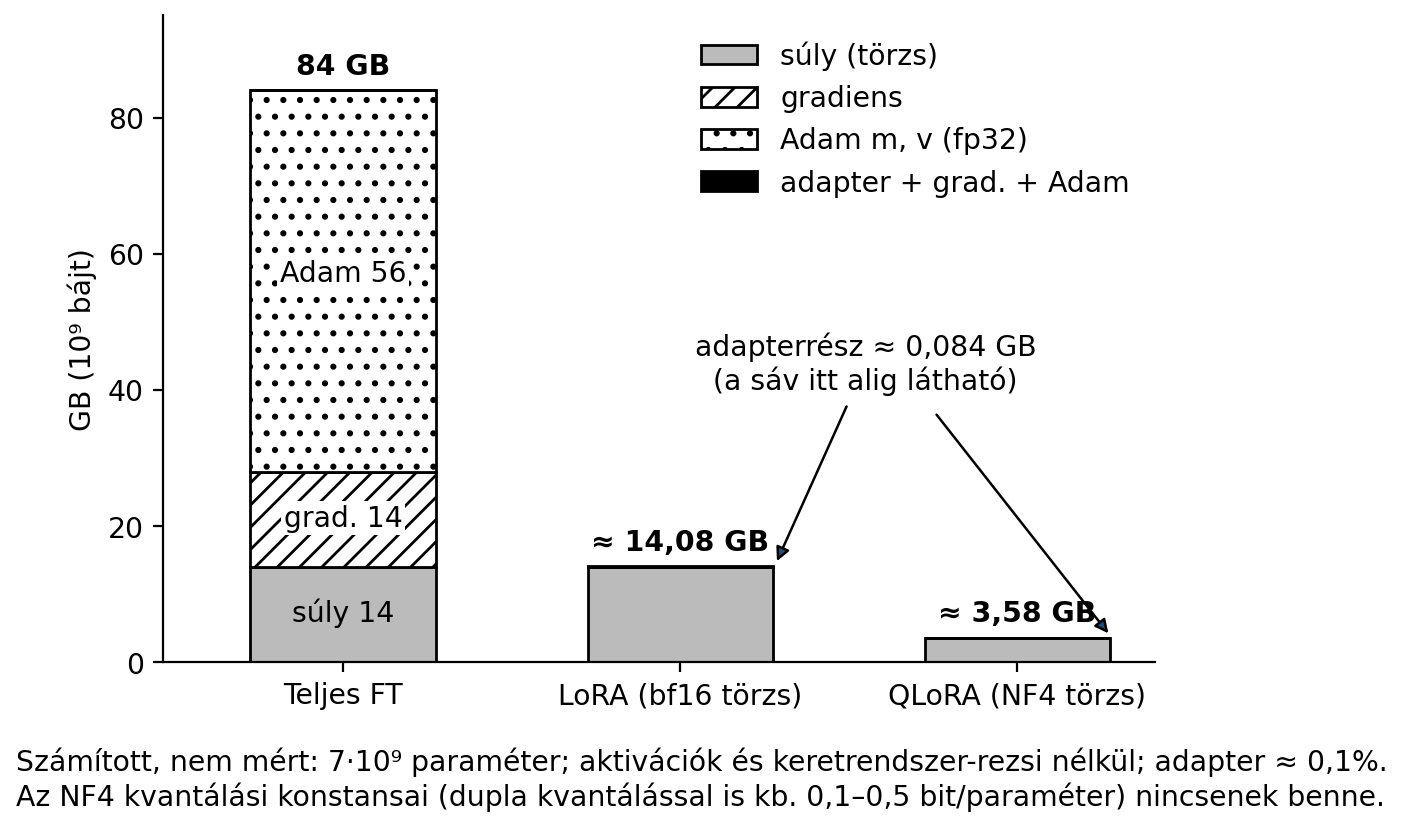 84 GB
súly (törzs)
gradiens
Adam m, v (fp32)
adapter + grad. + Adam
80
60
40
20
0
GB (10⁹ bájt)
Adam 56
grad. 14
súly 14
adapterrész ≈ 0,084 GB
(a sáv itt alig látható)
≈ 14,08 GB
≈ 3,58 GB
Teljes FT
LoRA (bf16 törzs)
QLoRA (NF4 törzs)
Számított, nem mért: 7·10⁹ paraméter; aktivációk és keretrendszer-rezsi nélkül; adapter ≈ 0,1%.
Az NF4 kvantálási konstansai (dupla kvantálással is kb. 0,1–0,5 bit/paraméter) nincsenek benne.